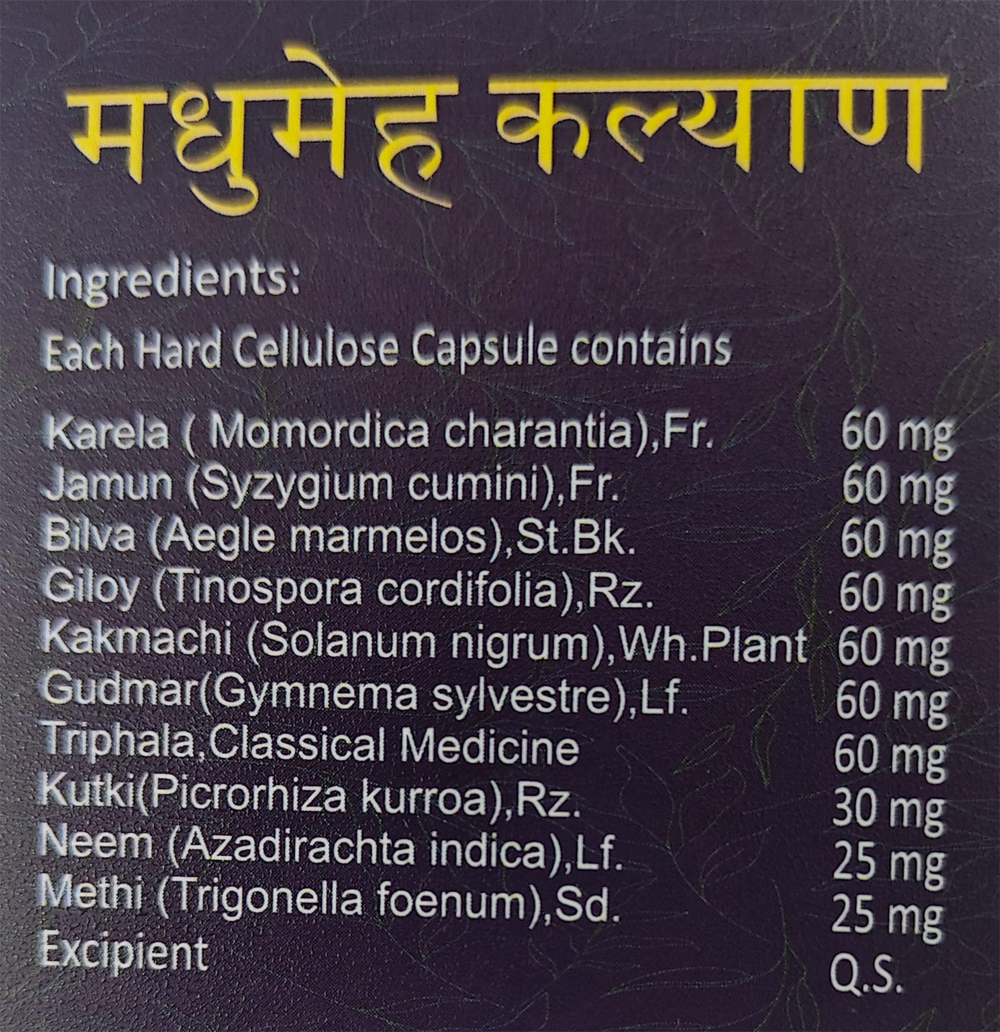 मधुमेह कल्याण
Ingredients:
Each Hard Cellulose Capsule contains
Karela ( Momordica charantia),Fr. 60 mg
Jamun (Syzygium cumini),Fr. 60 mg
Bilva (Aegle marmelos),St.Bk. 60 mg
Giloy (Tinospora cordifolia),Rz. 60 mg
Kakmachi (Solanum nigrum),Wh.Plant 60 mg
Gudmar(Gymnema sylvestre),Lf. 60 mg
Triphala,Classical Medicine 60 mg
Kutki(Picrorhiza kurroa),Rz. 30 mg
Neem (Azadirachta indica),Lf. 25 mg
Methi (Trigonella foenum),Sd. 25 mg
Excipient Q.S.